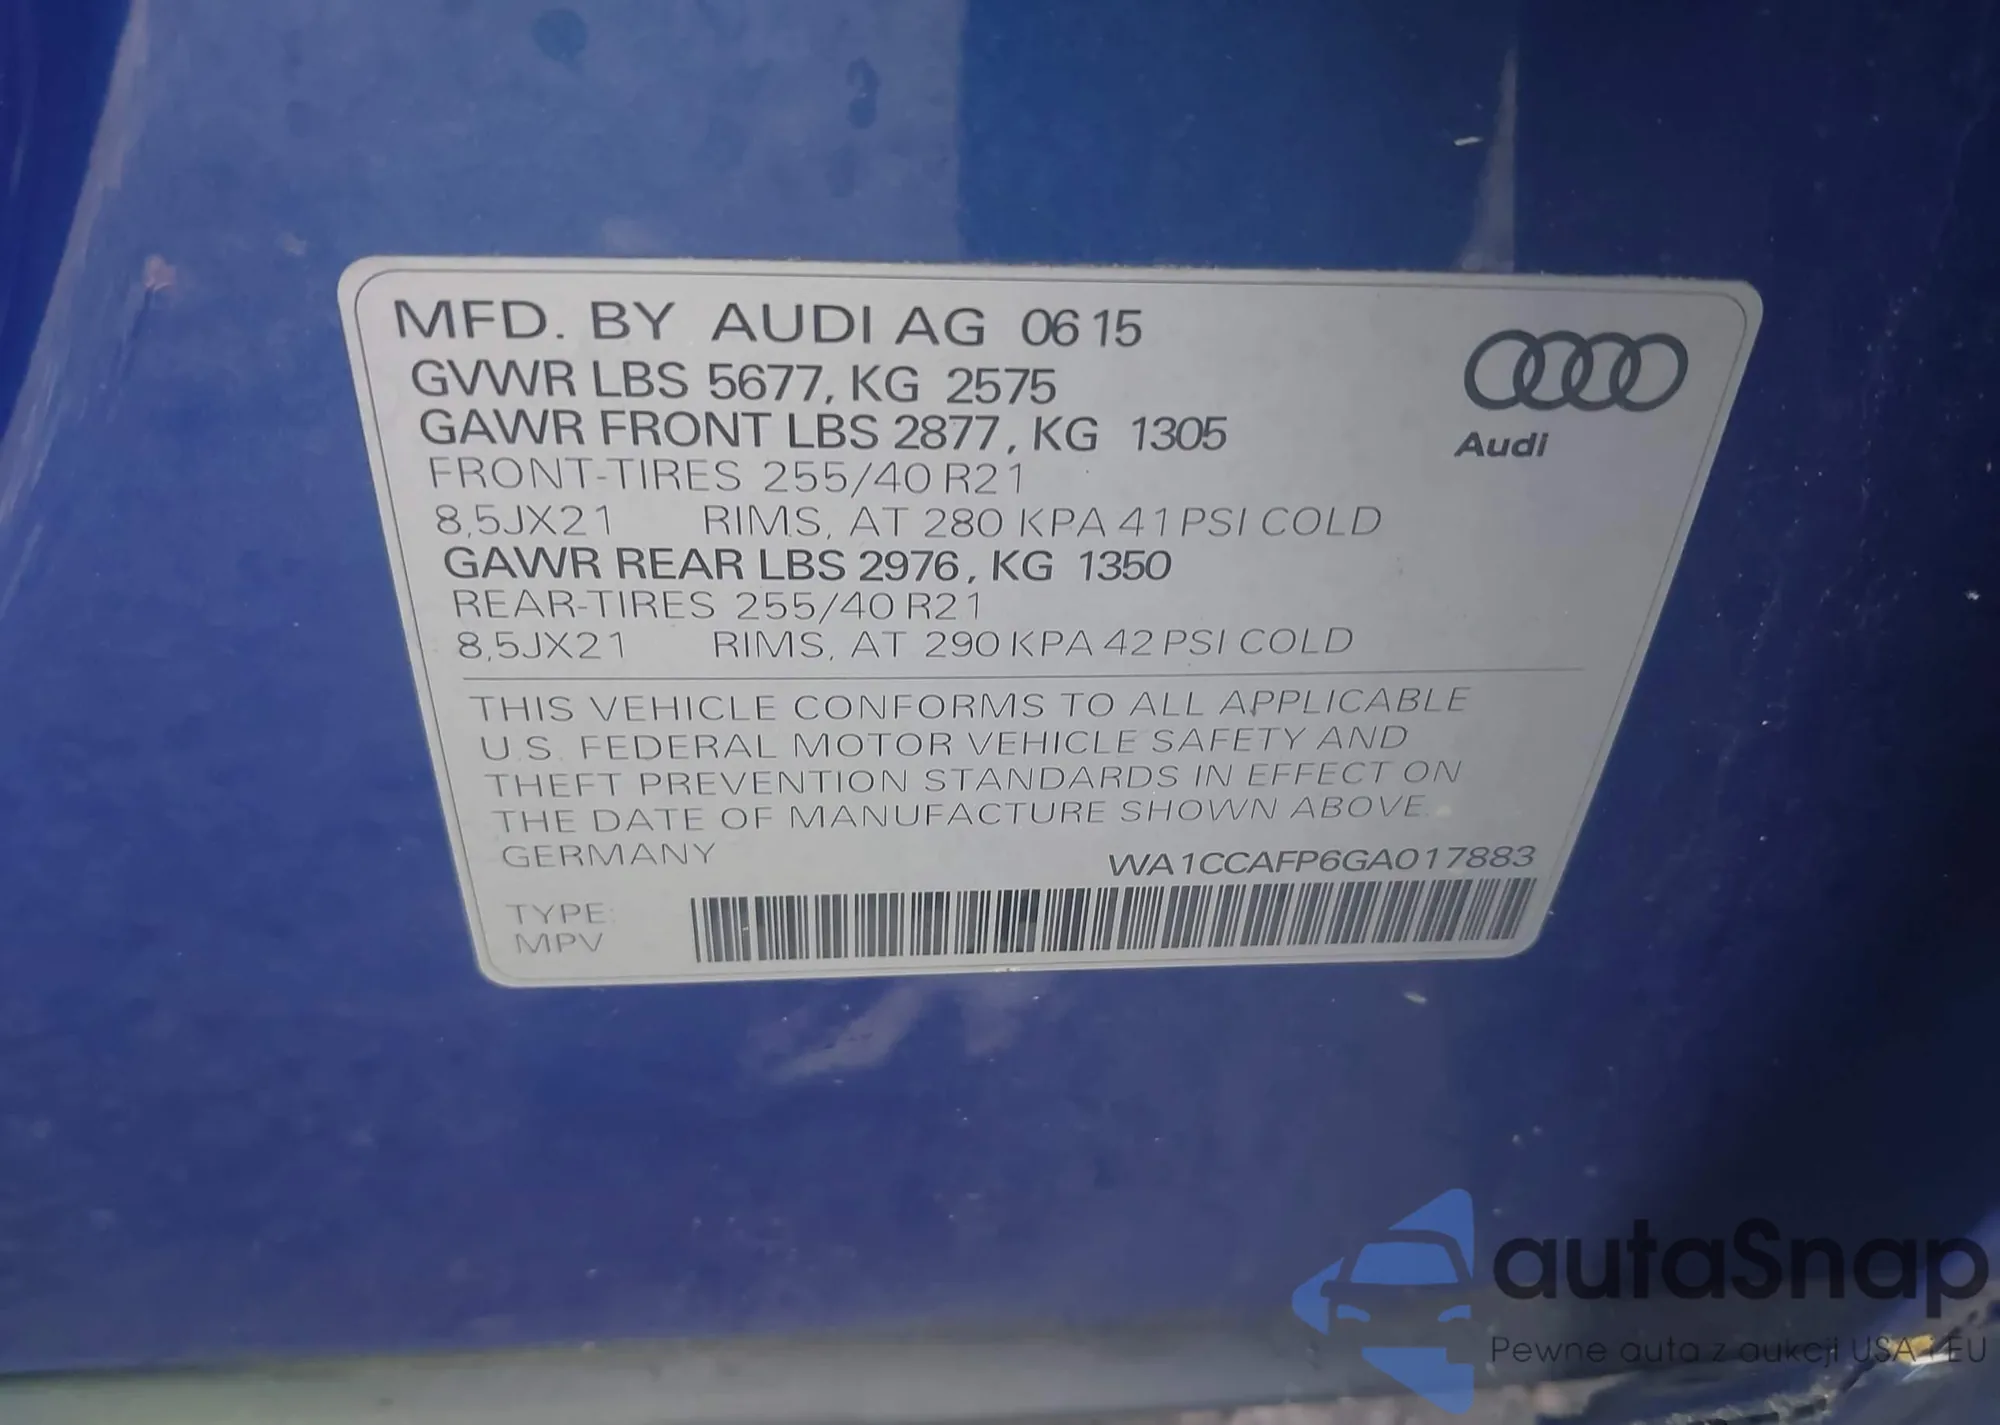 MFD. BY AUDI AG 06 15
GVWR LBS 5677, KG 2575
GAWR FRONT LBS 2877, KG 1305
FRONT-TIRES 255/40 R21
8,5JX21 RIMS, AT 280 KPA 41 PSI COLD
GAWR REAR LBS 2976, KG 1350
REAR-TIRES 255/40 R21
8,5JX21 RIMS, AT 290 KPA 42 PSI COLD
Audi
THIS VEHICLE CONFORMS TO ALL APPLICABLE
U.S. FEDERAL MOTOR VEHICLE SAFETY AND
THEFT PREVENTION STANDARDS IN EFFECT ON
THE DATE OF MANUFACTURE SHOWN ABOVE.
GERMANY WA1CCAFP6GA017883
TYPE:
MPV
autaSnap
Pewne auta z aukcji USA i EU